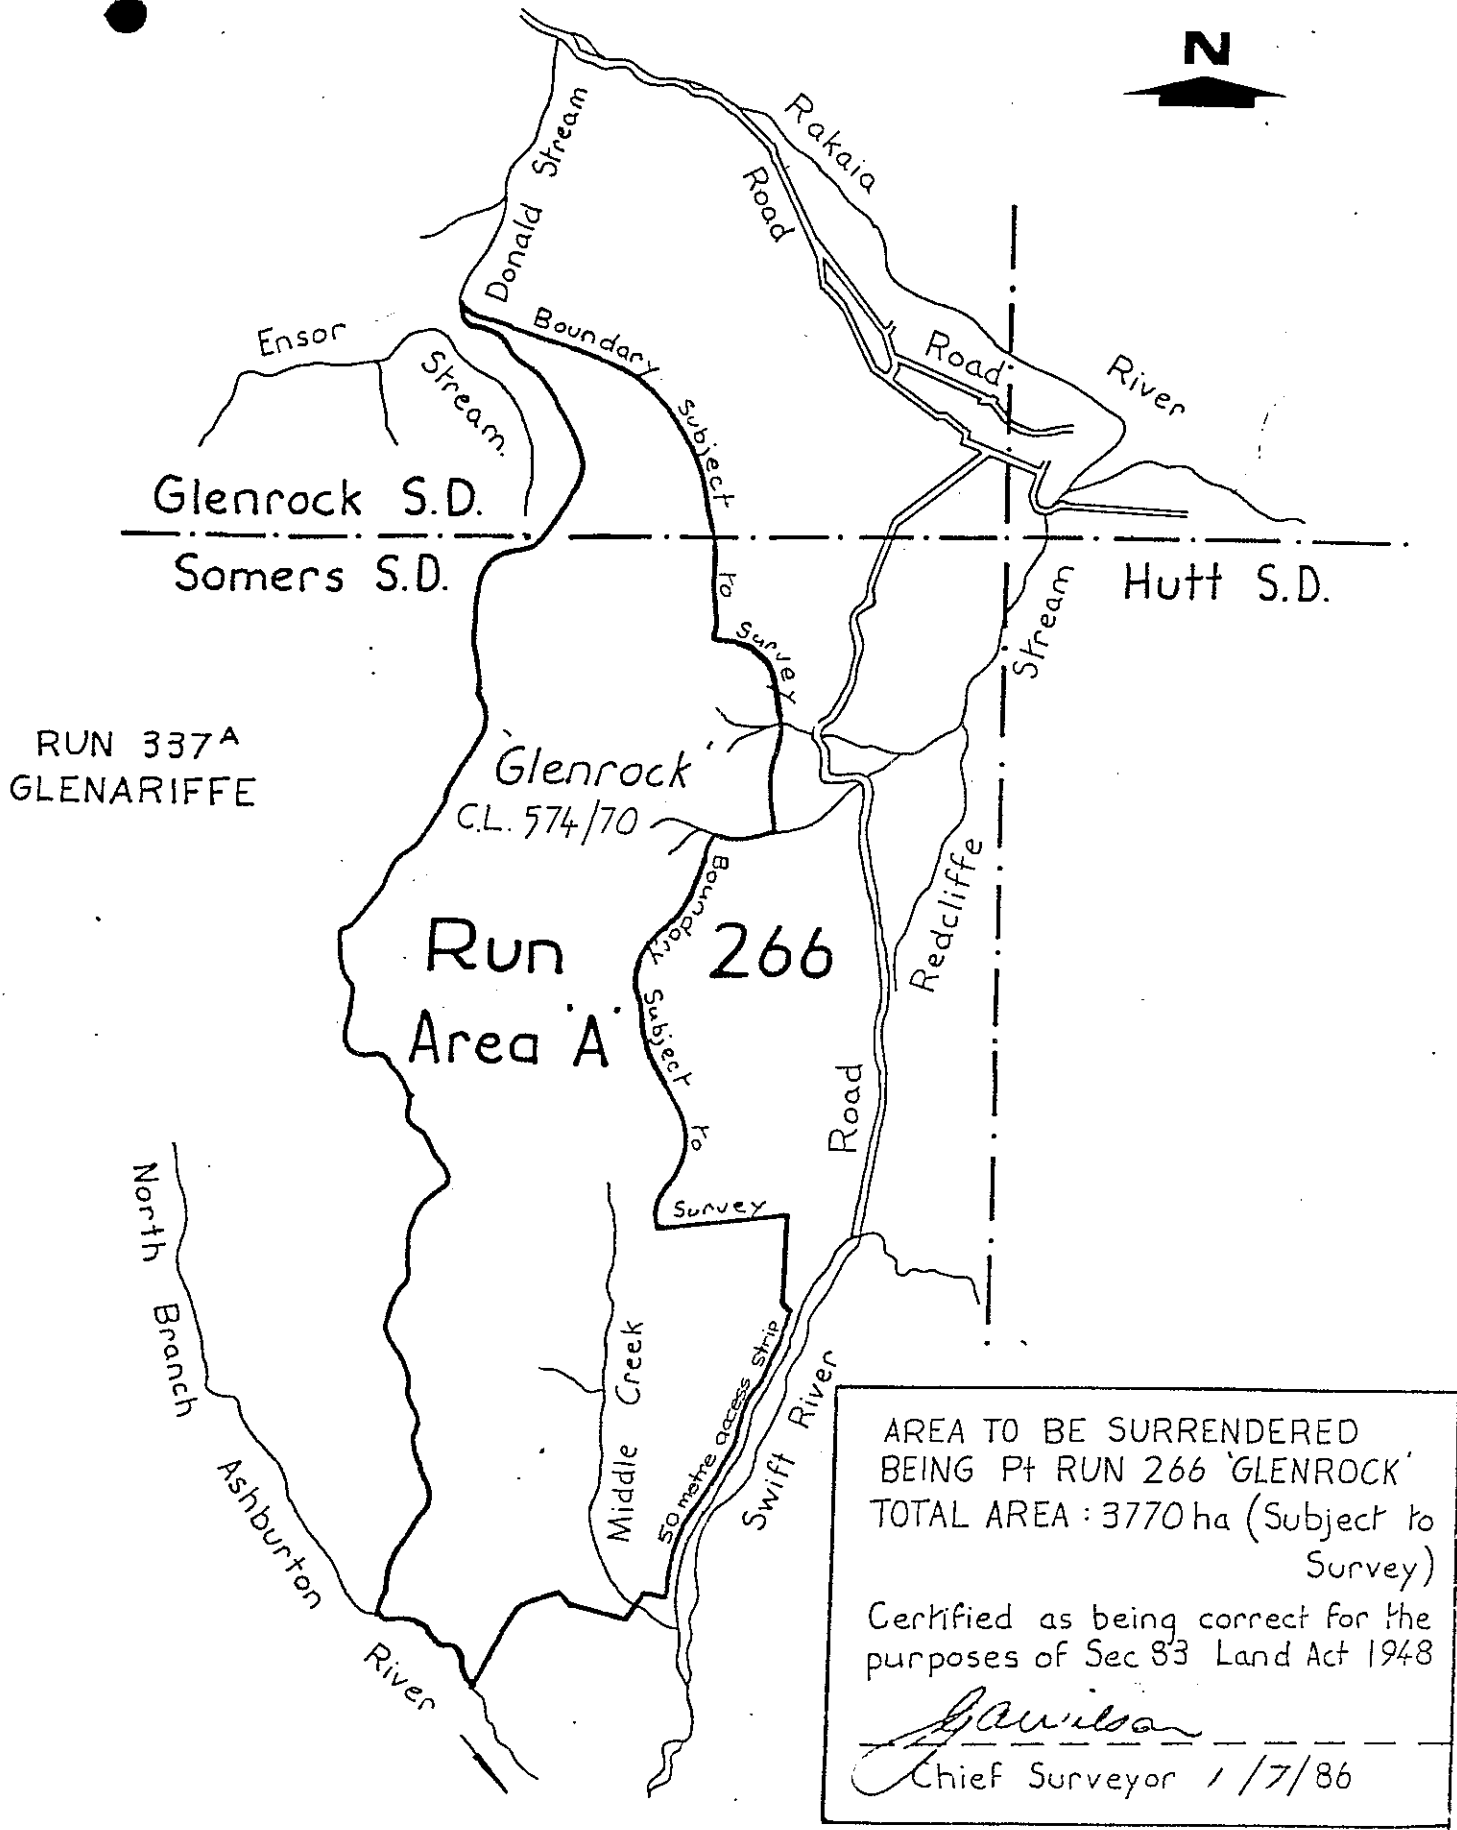 N
Rakaia
Road
Donald Stream
Boundary Subject to Survey
Ensor
Stream.
Road
River
Glenrock S.D.
Somers S.D.
Hutt S.D.
Stream
RUN 337A
GLENARIFFE
'Glenrock'
C.L. 574/70
Redcliffe
Boundary Subject to Survey
Run 266
Area 'A'
Road
North Branch
Ashburton
River
Middle Creek
50 metre access strip
Swift River
AREA TO BE SURRENDERED
BEING Pt RUN 266 'GLENROCK'
TOTAL AREA : 3770 ha (Subject to
Survey)
Certified as being correct for the
purposes of Sec 83 Land Act 1948
GAWilson
Chief Surveyor 1/7/86